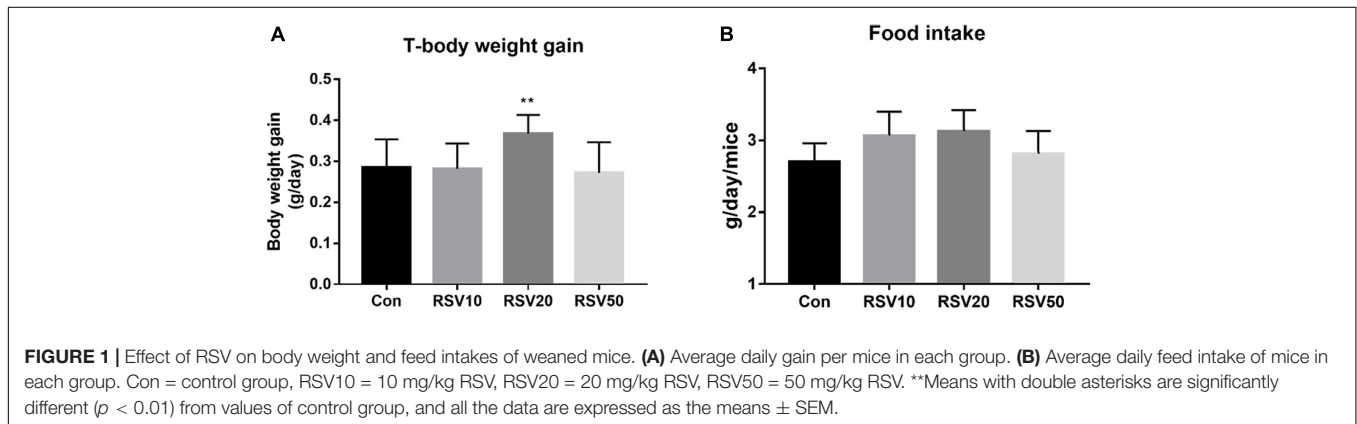 A
T-body weight gain
Body weight gain
(g/day)
0.5
0.4
0.3
0.2
0.1
0.0
**
Con RSV10 RSV20 RSV50
B
Food intake
g/day/mice
4
3
2
1
Con RSV10 RSV20 RSV50
FIGURE 1 | Effect of RSV on body weight and feed intakes of weaned mice. (A) Average daily gain per mice in each group. (B) Average daily feed intake of mice in
each group. Con = control group, RSV10 = 10 mg/kg RSV, RSV20 = 20 mg/kg RSV, RSV50 = 50 mg/kg RSV. **Means with double asterisks are significantly
different (p < 0.01) from values of control group, and all the data are expressed as the means ± SEM.